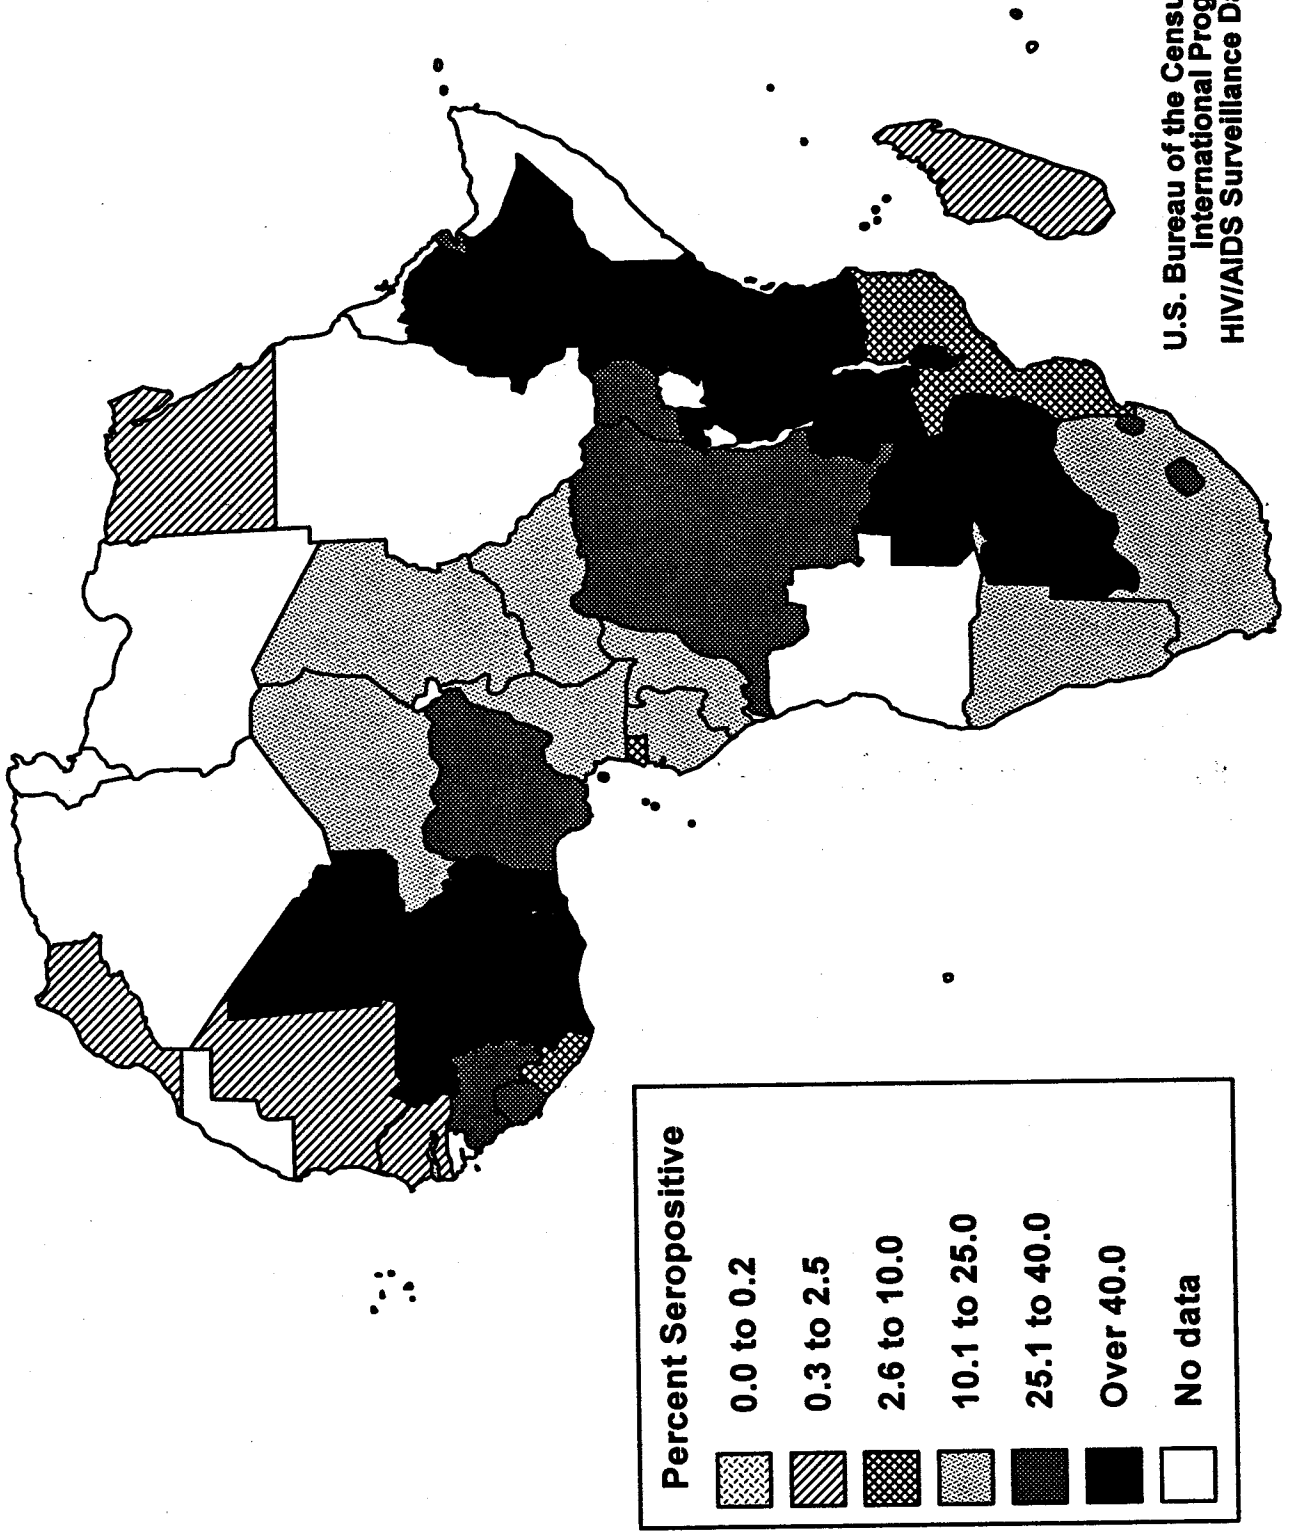 Percent Seropositive
0.0 to 0.2
0.3 to 2.5
2.6 to 10.0
10.1 to 25.0
25.1 to 40.0
Over 40.0
No data
U.S. Bureau of the
International
HIV/AIDS Surveillance